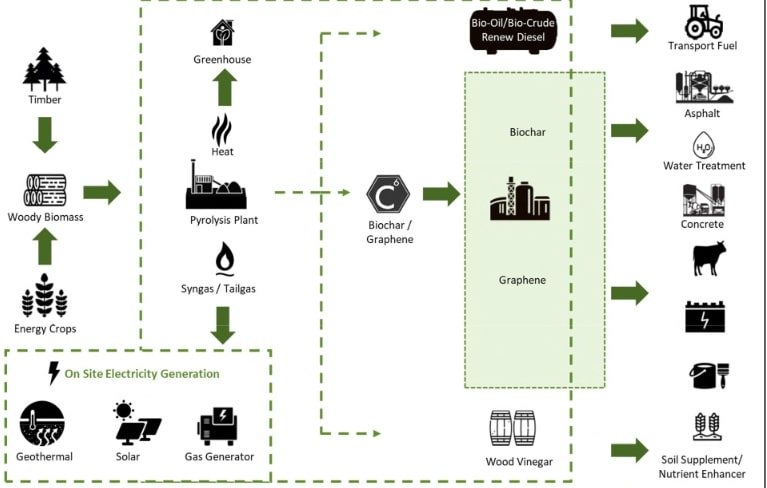 Timber
Woody Biomass
Energy Crops
Greenhouse
Heat
Pyrolysis Plant
Syngas / Tailgas
On Site Electricity Generation
Geothermal
Solar
Gas Generator
C
6
Biochar /
Graphene
Bio-Oil/Bio-Crude
Renew Diesel
Biochar
Graphene
Wood Vinegar
Transport Fuel
Asphalt
H₂O
Water Treatment
Concrete
Soil Supplement/
Nutrient Enhancer